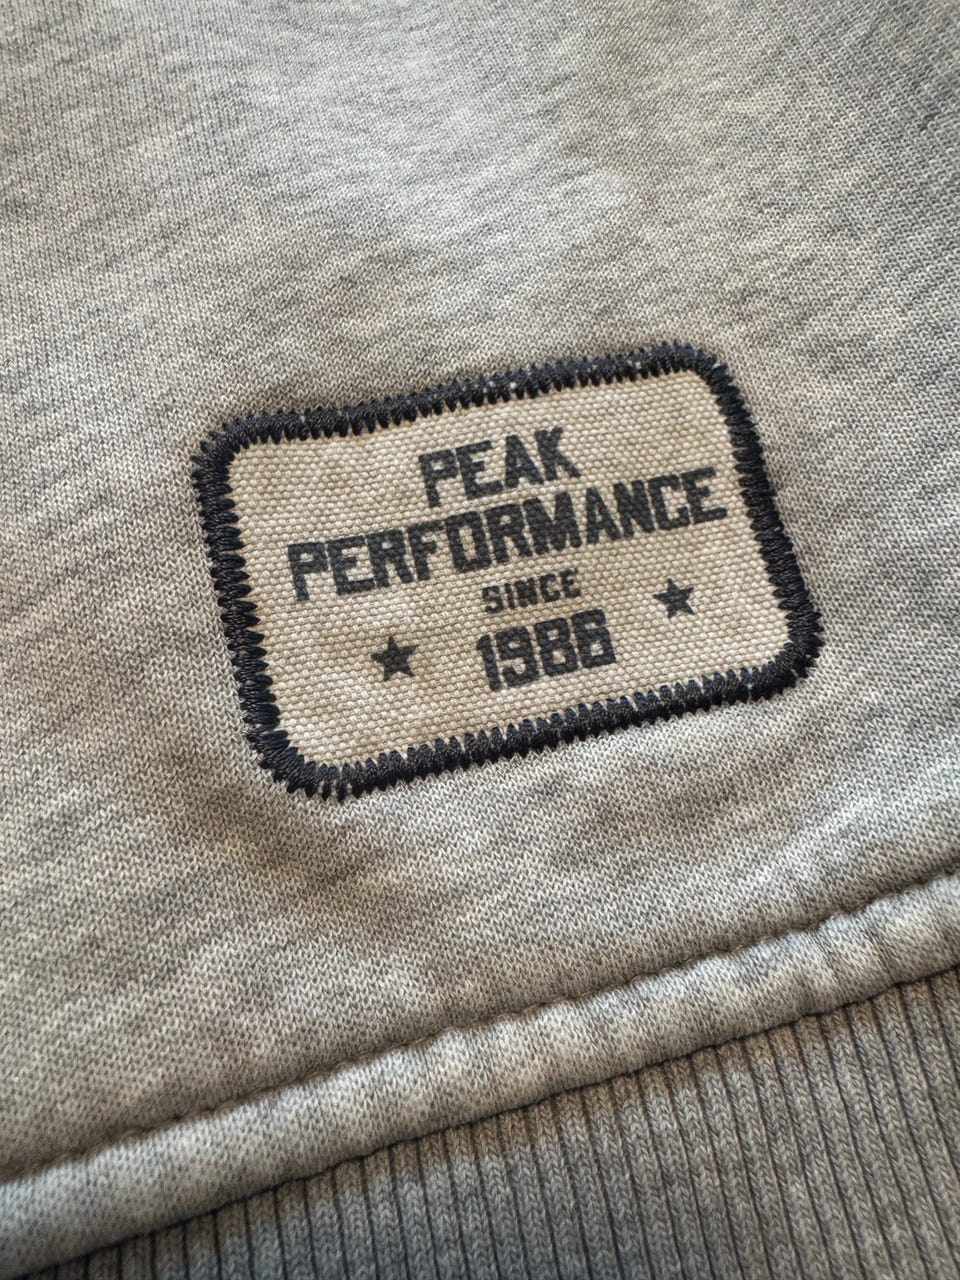 PEAK
PERFORMANCE
SINCE
1986